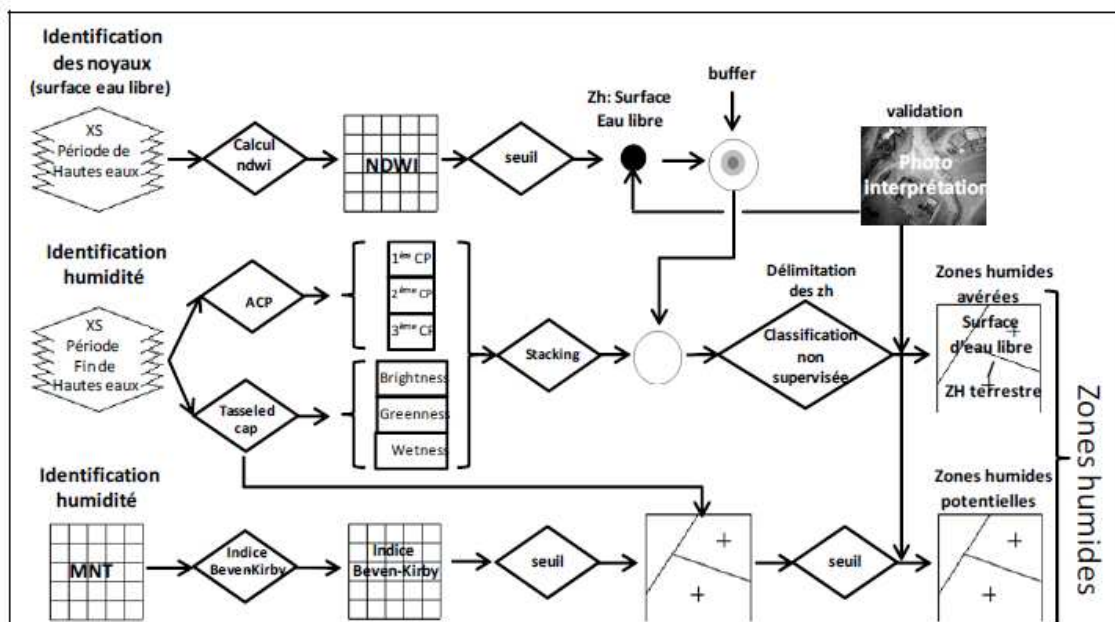 Identification
des noyaux
(surface eau libre)
XS
Période de
Hautes eaux
Calcul
ndwi
NDWI
seuil
Zh: Surface
Eau libre
buffer
validation
Photo
interprétation
Identification
humidité
XS
Période
Fin de
Hautes eaux
ACP
Tasseled
cap
1ère CP
2ème CP
3ème CP
Brightness
Greenness
Wetness
Stacking
Délimitation
des zh
Classification
non
supervisée
Zones humides
avérées
Surface
d'eau libre
ZH terrestre
Identification
humidité
MNT
Indice
BevenKirby
Indice
Beven-Kirby
seuil
seuil
Zones humides
potentielles
Zones humides